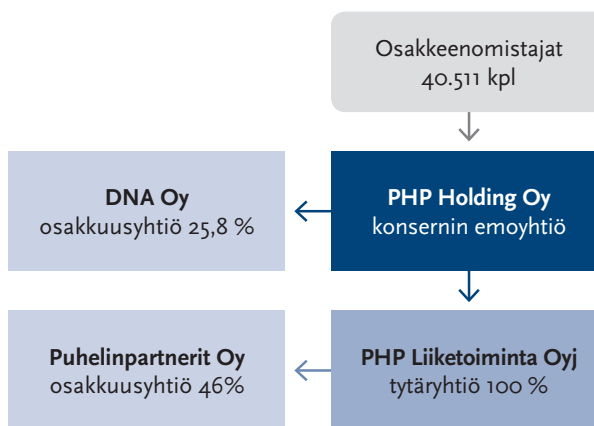 Osakkeenomistajat
40.511 kpl
DNA Oy
osakkuusyhtiö 25,8 %
PHP Holding Oy
konsernin emoyhtiö
Puhelinpartnerit Oy
osakkuusyhtiö 46%
PHP Liiketoiminta Oyj
tytäryhtiö 100 %